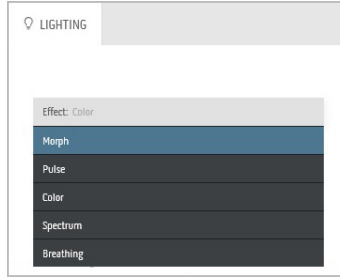 LIGHTING
Effect: Color
Morph
Pulse
Color
Spectrum
Breathing